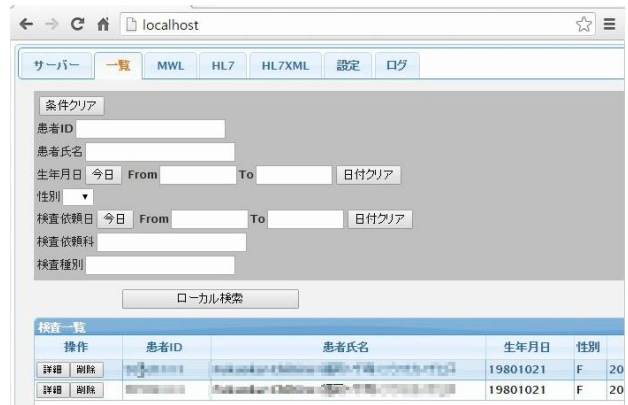 localhost
サーバー 一覧 MWL HL7 HL7XML 設定 ログ
条件クリア
患者ID
患者氏名
生年月日 今日 From To 日付クリア
性別
検査依頼日 今日 From To 日付クリア
検査依頼科
検査種別
ローカル検索
検査一覧
操作 患者ID 患者氏名 生年月日 性別
詳細 削除 19801021 F 20
詳細 削除 19801021 F 20